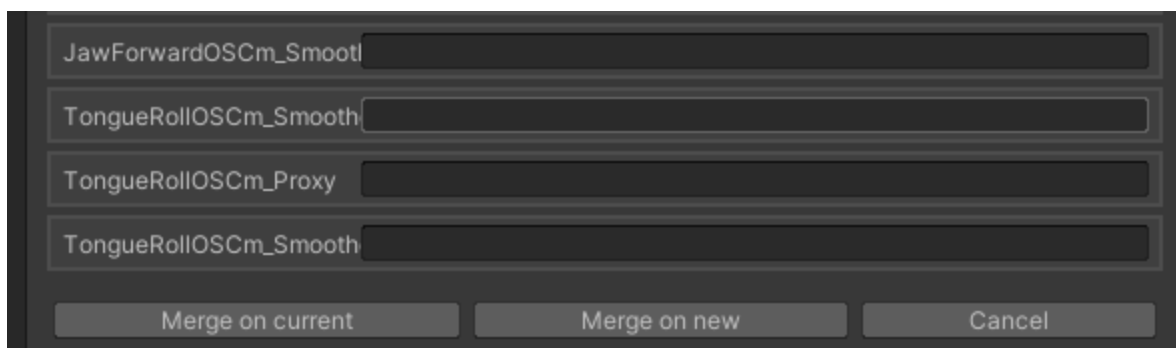 JawForwardOSCm_Smoot
TongueRollOSCm_Smooth
TongueRollOSCm_Proxy
TongueRollOSCm_Smooth
Merge on current Merge on new Cancel